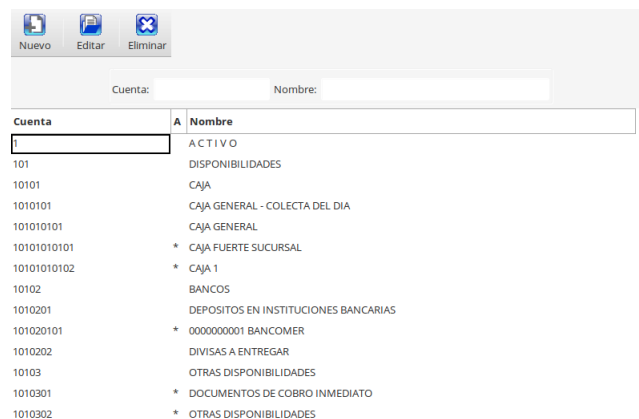 Nuevo Editar Eliminar
Cuenta: Nombre:
Cuenta A Nombre
1 A C T I V O
101 DISPONIBILIDADES
10101 CAJA
1010101 CAJA GENERAL - COLECTA DEL DIA
101010101 CAJA GENERAL
10101010101 * CAJA FUERTE SUCURSAL
10101010102 * CAJA 1
10102 BANCOS
1010201 DEPOSITOS EN INSTITUCIONES BANCARIAS
101020101 * 0000000001 BANCOMER
1010202 DIVISAS A ENTREGAR
10103 OTRAS DISPONIBILIDADES
1010301 * DOCUMENTOS DE COBRO INMEDIATO
1010302 * OTRAS DISPONIBILIDADES